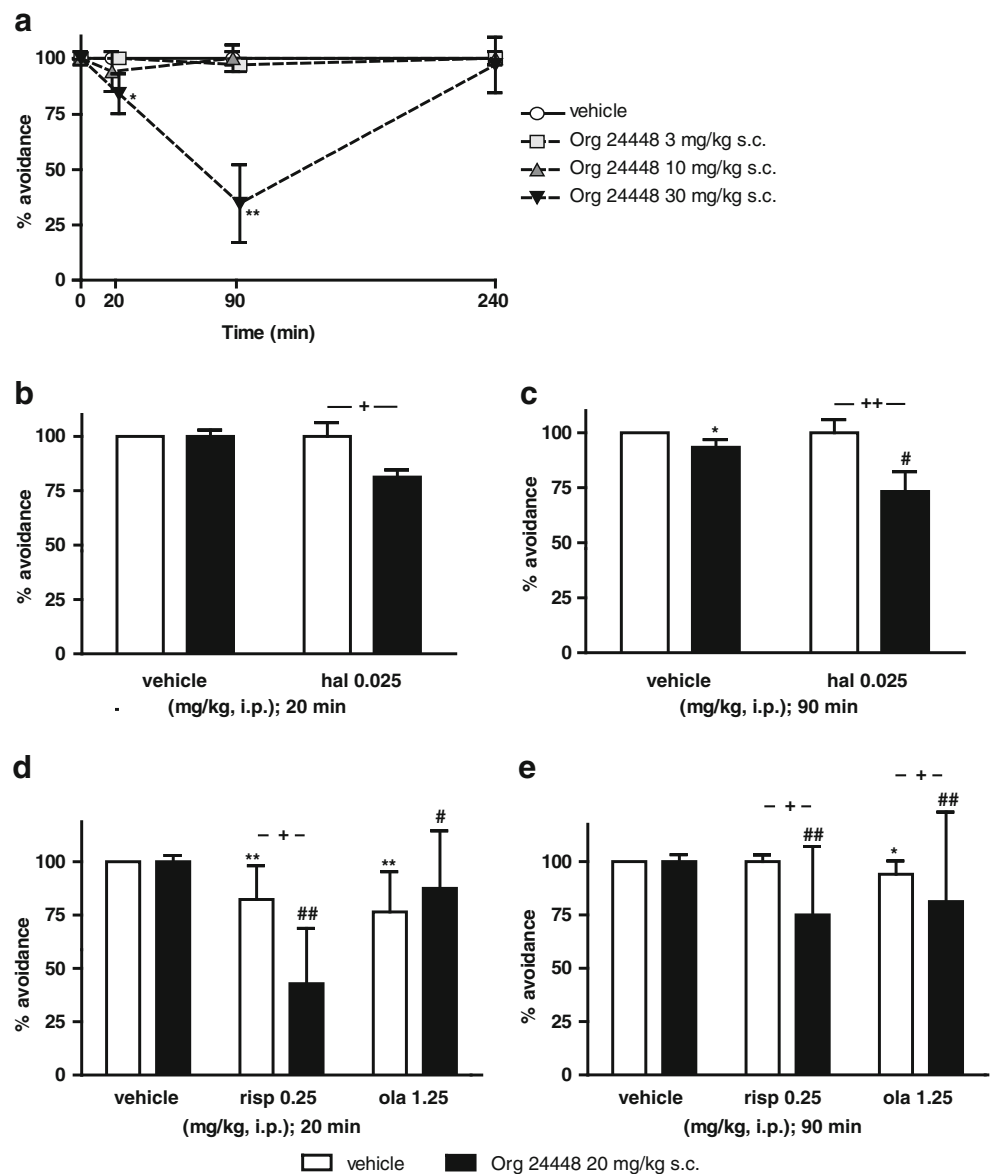 a
100
75
50
25
0
% avoidance
0 20 90 240
Time (min)
vehicle
Org 24448 3 mg/kg s.c.
Org 24448 10 mg/kg s.c.
Org 24448 30 mg/kg s.c.
*
**
b
100
75
50
25
0
% avoidance
— + —
vehicle hal 0.025
(mg/kg, i.p.); 20 min
c
100
75
50
25
0
% avoidance
*
— ++ —
#
vehicle hal 0.025
(mg/kg, i.p.); 90 min
d
100
75
50
25
0
% avoidance
– + –
** ** #
##
vehicle risp 0.25 ola 1.25
(mg/kg, i.p.); 20 min
e
100
75
50
25
0
% avoidance
– + –
– + –
##
##
*
vehicle risp 0.25 ola 1.25
(mg/kg, i.p.); 90 min
vehicle Org 24448 20 mg/kg s.c.